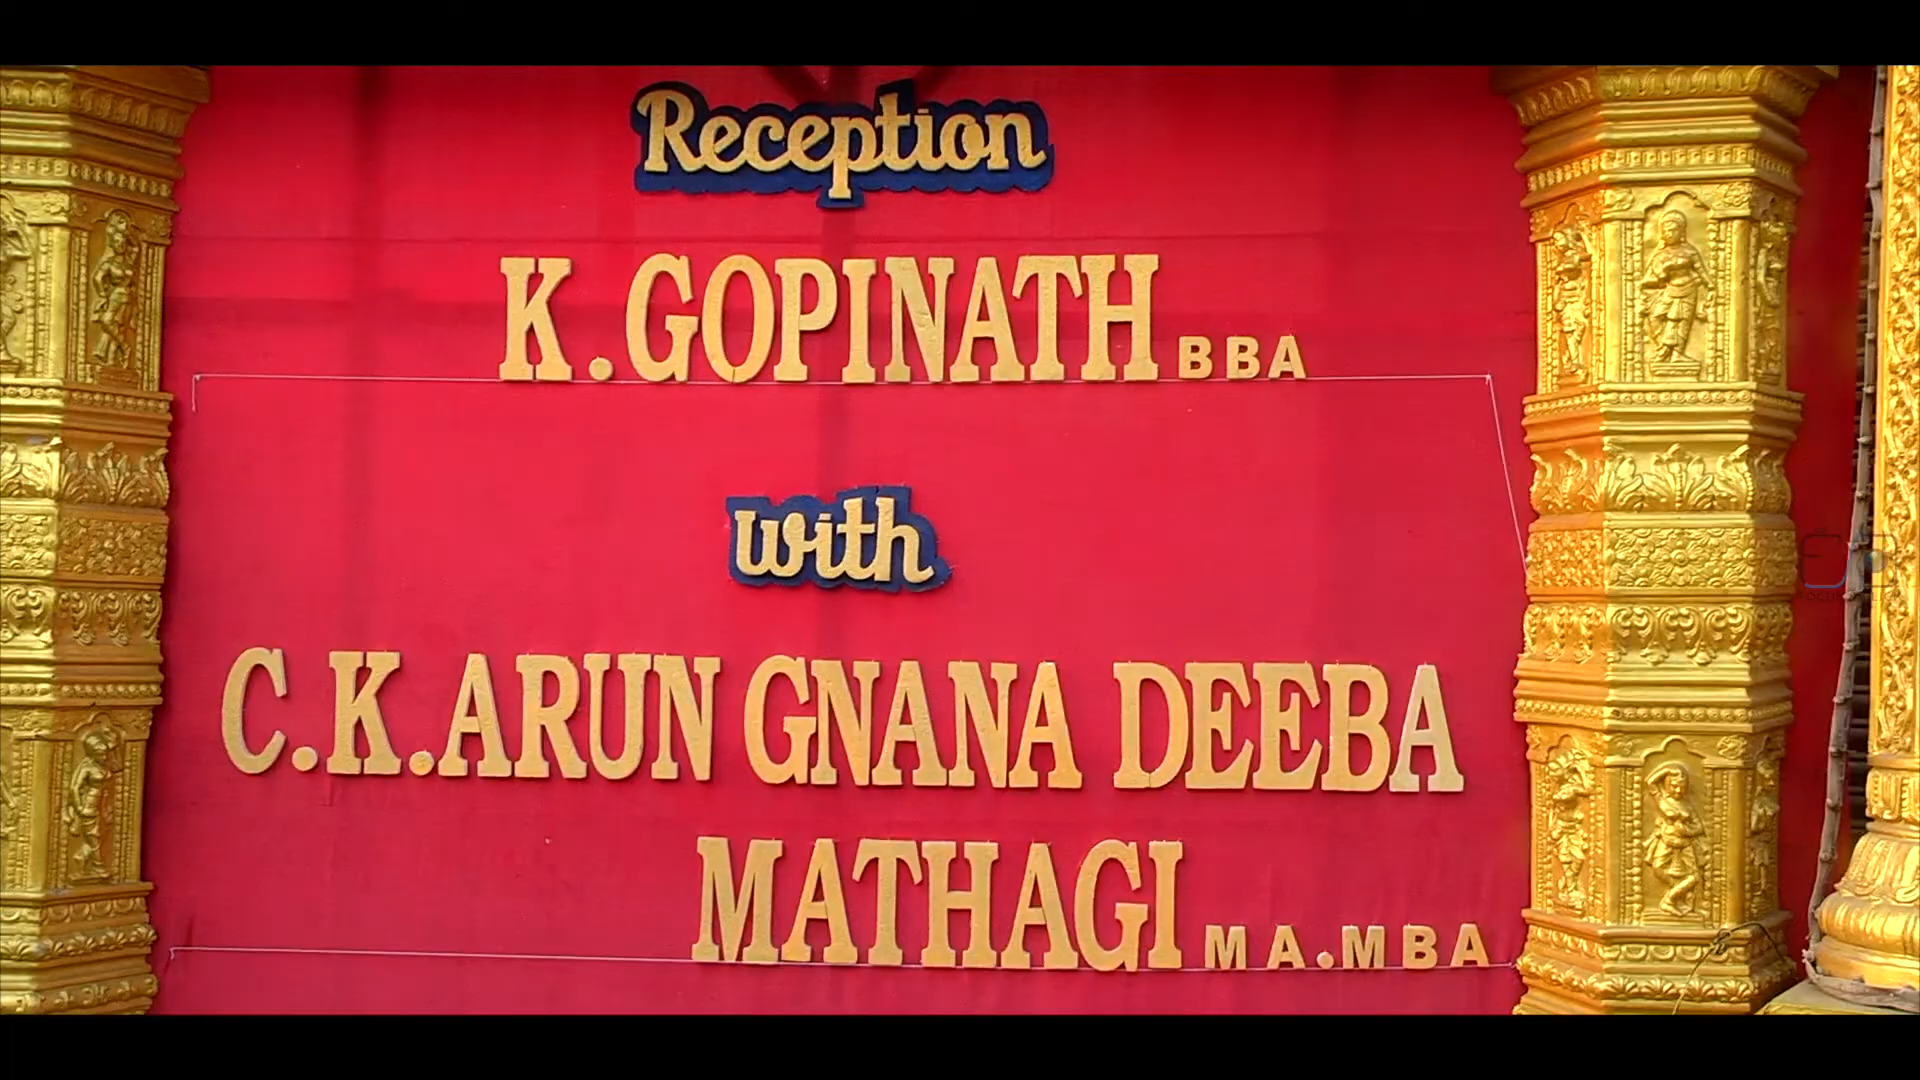 Reception
K.GOPINATH BBA
with
C.K.ARUN GNANA DEEBA
MATHAGI MA.MBA